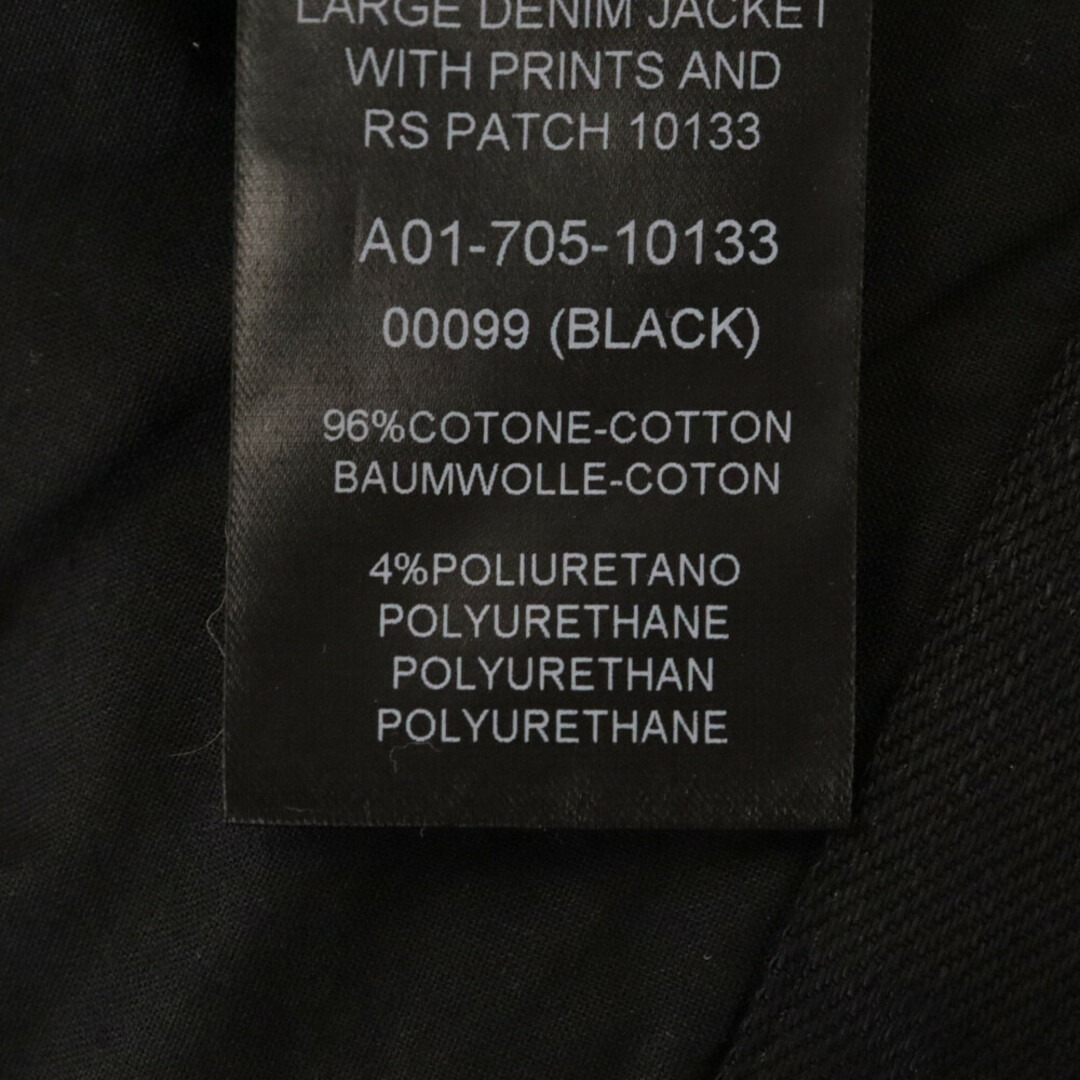 LARGE DENIM JACKET
WITH PRINTS AND
RS PATCH 10133
A01-705-10133
00099 (BLACK)
96%COTONE-COTTON
BAUMWOLLE-COTON
4%POLIURETANO
POLYURETHANE
POLYURETHAN
POLYURETHANE